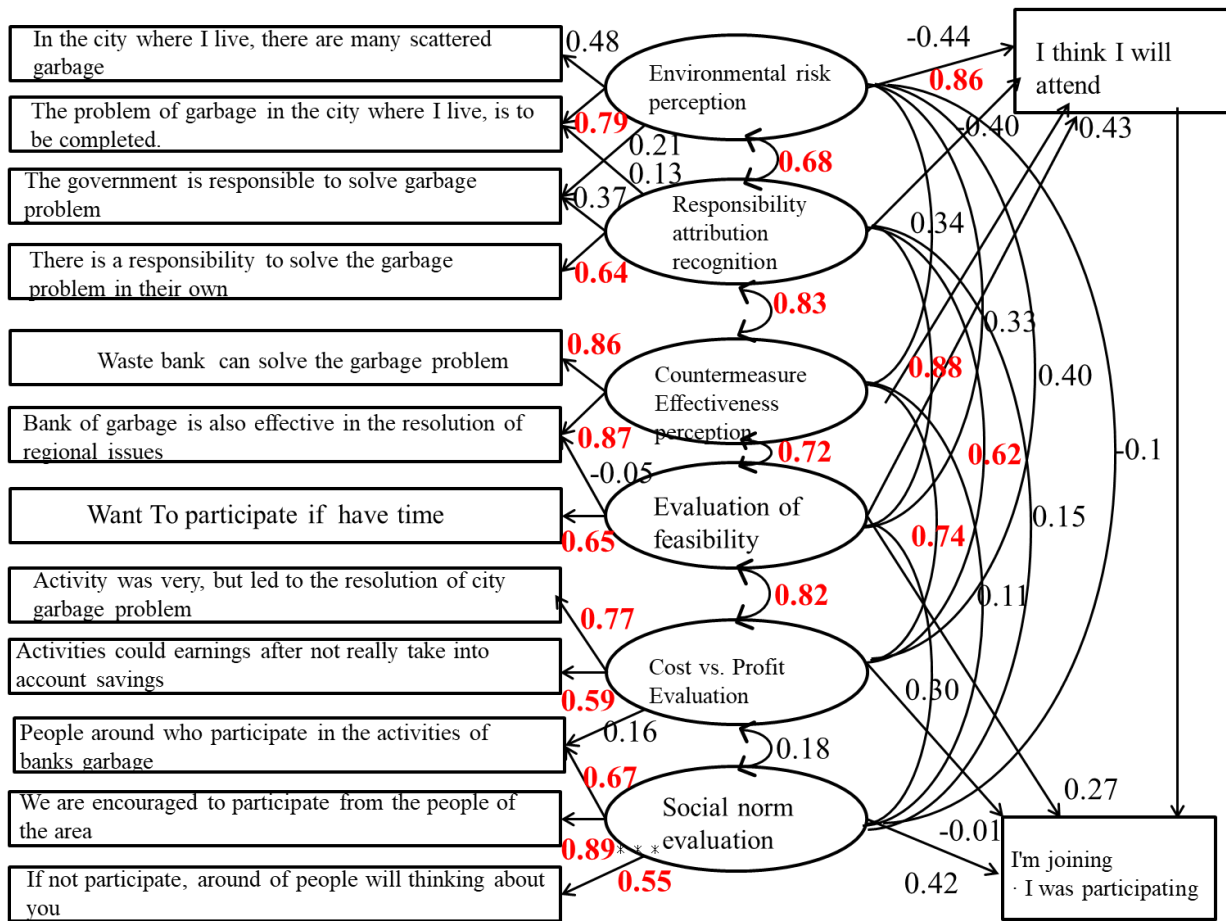 In the city where I live, there are many scattered
garbage
The problem of garbage in the city where I live, is to
be completed.
The government is responsible to solve garbage
problem
There is a responsibility to solve the garbage
problem in their own
Waste bank can solve the garbage problem
Bank of garbage is also effective in the resolution of
regional issues
Want To participate if have time
Activity was very, but led to the resolution of city
garbage problem
Activities could earnings after not really take into
account savings
People around who participate in the activities of
banks garbage
We are encouraged to participate from the people of
the area
If not participate, around of people will thinking about
you
0.48
0.79
0.21
0.13
0.37
0.64
0.86
0.87
-0.05
0.65
0.77
0.59
0.16
0.67
0.89* * *
0.55
Environmental risk
perception
0.68
Responsibility
attribution
recognition
0.83
Countermeasure
Effectiveness
perception
0.72
Evaluation of
feasibility
0.82
Cost vs. Profit
Evaluation
0.18
Social norm
evaluation
-0.44
0.86
-0.40
0.43
0.34
0.33
0.88
0.40
0.62
-0.1
0.15
0.74
0.11
0.30
0.27
-0.01
0.42
I think I will
attend
I'm joining
· I was participating